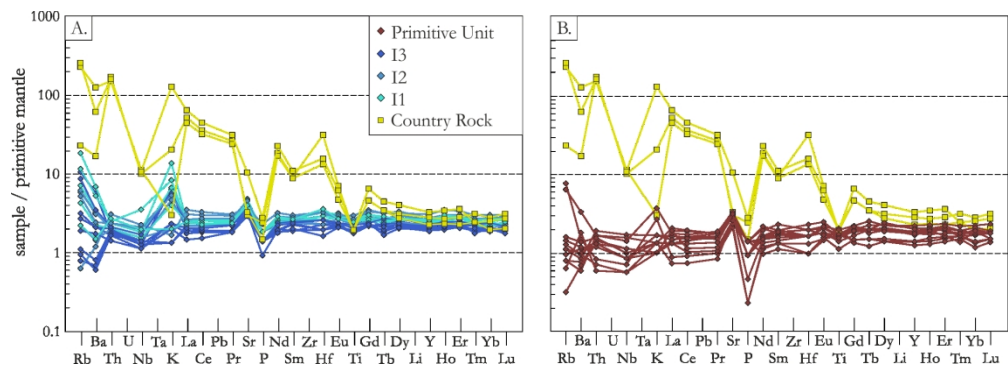 A.
B.
Primitive Unit
I3
I2
I1
Country Rock
sample / primitive mantle
1000
100
10
1
0.1
Ba U Ta La Pb Sr Nd Zr Eu Gd Dy Y Er Yb
Rb Th Nb K Ce Pr P Sm Hf Ti Tb Li Ho Tm Lu
Ba U Ta La Pb Sr Nd Zr Eu Gd Dy Y Er Yb
Rb Th Nb K Ce Pr P Sm Hf Ti Tb Li Ho Tm Lu